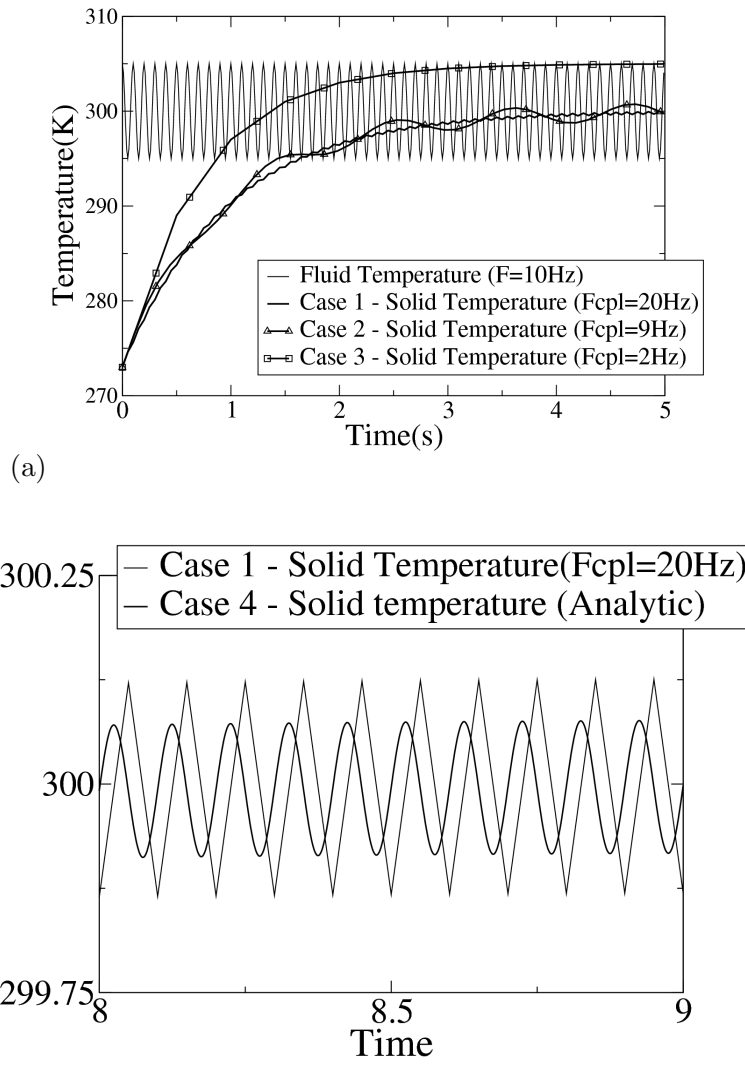 310
300
290
280
270
Temperature(K)
Fluid Temperature (F=10Hz)
Case 1 - Solid Temperature (Fcpl=20Hz)
Case 2 - Solid Temperature (Fcpl=9Hz)
Case 3 - Solid Temperature (Fcpl=2Hz)
0 1 2 3 4 5
Time(s)
(a)
Case 1 - Solid Temperature(Fcpl=20Hz)
Case 4 - Solid temperature (Analytic)
300.25
300
299.75
8 8.5 9
Time